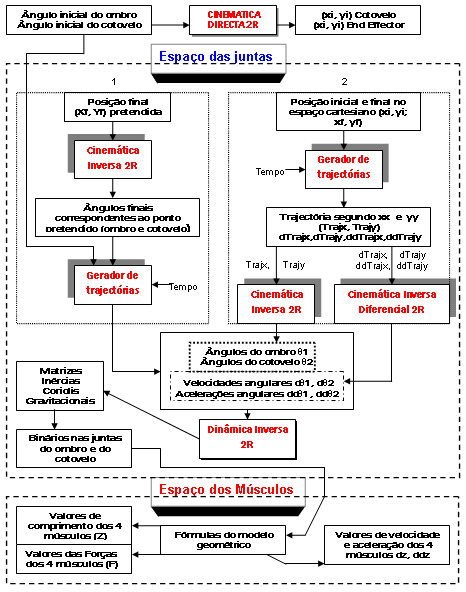 Ângulo inicial do ombro
Ângulo inicial do cotovelo
CINEMATICA
DIRECTA 2R
(xi, yi) Cotovelo
(xi, yi) End Effector
Espaço das juntas
1
2
Posição final
(Xf, Yf) pretendida
Cinemática
Inversa 2R
Ângulos finais
correspondentes ao ponto
pretendido (ombro e cotovelo)
Gerador de
trajectórias
Tempo
Posição inicial e final no
espaço cartesiano (xi, yi;
xf, yf)
Gerador de
trajectórias
Tempo
Trajectória segundo xx e yy
(Trajx, Trajy)
dTrajx,dTrajy,ddTrajx,ddTrajy
Trajx, Trajy
dTrajx, dTrajy
ddTrajx, ddTrajy
Cinemática
Inversa 2R
Cinemática Inversa
Diferencial 2R
Ângulos do ombro θ1
Ângulos do cotovelo θ2
Velocidades angulares dθ1, dθ2
Acelerações angulares ddθ1, ddθ2
Matrizes
Inércias
Coriolis
Gravitacionais
Dinâmica Inversa
2R
Binários nas juntas
do ombro e do
cotovelo
Espaço dos Músculos
Valores de
comprimento dos 4
músculos (Z)
Valores das Forças
dos 4 músculos (F)
Fórmulas do modelo
geométrico
Valores de velocidade
e aceleração dos 4
músculos dz, ddz